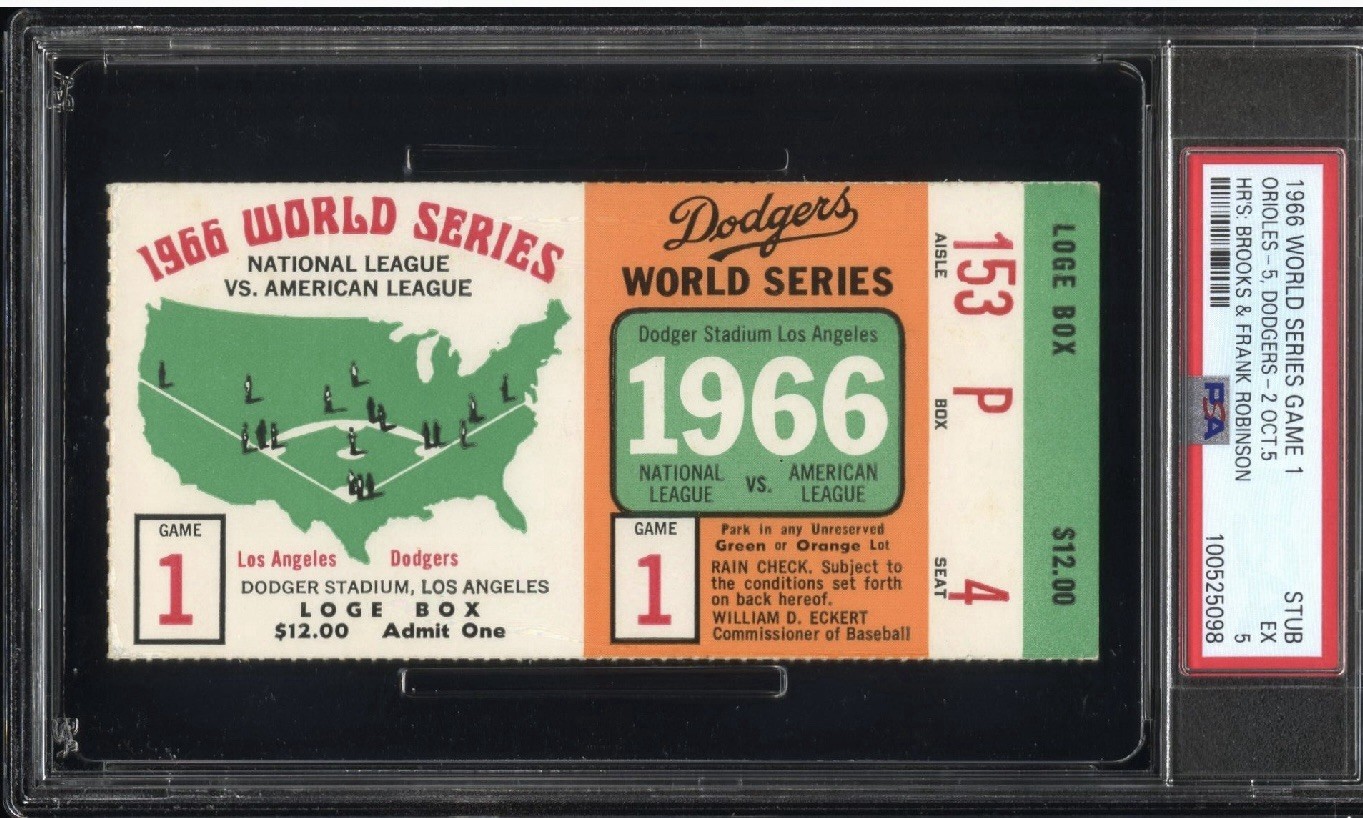 1966 WORLD SERIES
NATIONAL LEAGUE
VS. AMERICAN LEAGUE
GAME
1
Los Angeles Dodgers
DODGER STADIUM, LOS ANGELES
LOGE BOX
$12.00 Admit One
Dodgers
WORLD SERIES
Dodger Stadium Los Angeles
1966
NATIONAL LEAGUE VS. AMERICAN LEAGUE
GAME
1
Park in any Unreserved
Green or Orange Lot
RAIN CHECK. Subject to
the conditions set forth
on back hereof.
WILLIAM D. ECKERT
Commissioner of Baseball
AISLE 153
BOX P
SEAT 4
LOGE BOX $12.00
1966 WORLD SERIES GAME 1 STUB
ORIOLES - 5, DODGERS - 2 OCT.5 EX
HR'S: BROOKS & FRANK ROBINSON 5
PSA
100525098